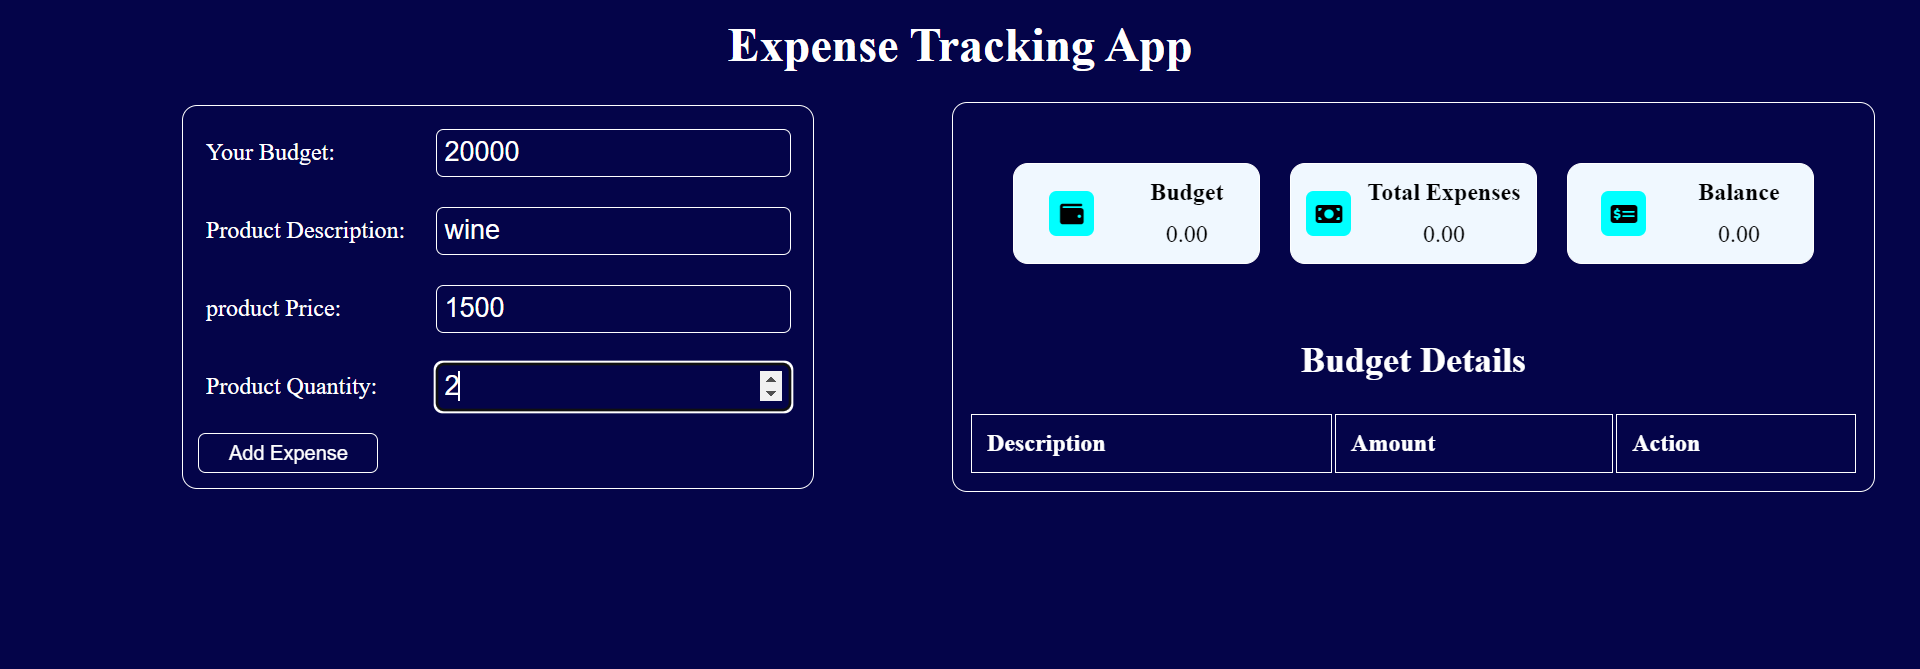 Expense Tracking App
Your Budget: 20000
Product Description: wine
product Price: 1500
Product Quantity: 2
Add Expense
Budget Total Expenses Balance
0.00 0.00 0.00
Budget Details
Description Amount Action